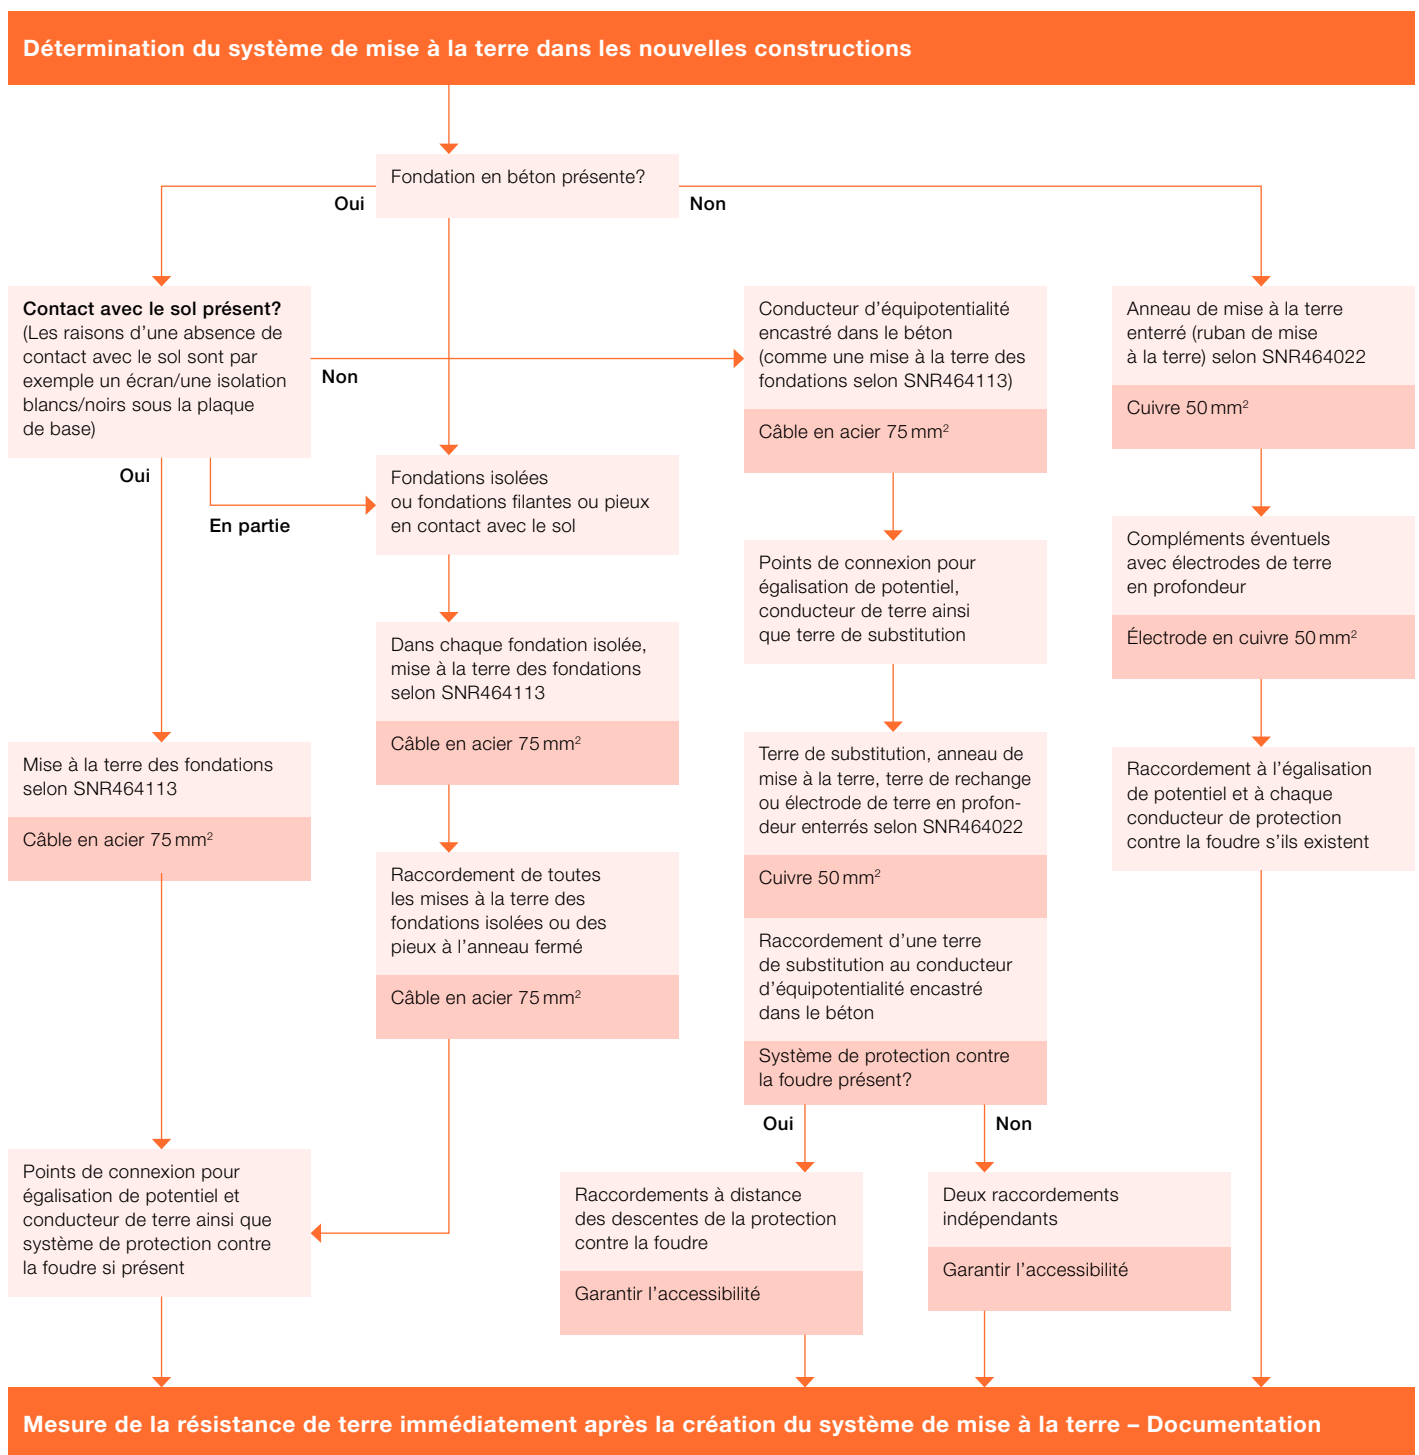 Détermination du système de mise à la terre dans les nouvelles constructions
Fondation en béton présente?
Oui
Non
Contact avec le sol présent?
(Les raisons d'une absence de
contact avec le sol sont par
exemple un écran/une isolation
blancs/noirs sous la plaque
de base)
Non
Oui
En partie
Mise à la terre des fondations
selon SNR464113
Câble en acier 75 mm²
Points de connexion pour
égalisation de potentiel et
conducteur de terre ainsi que
système de protection contre
la foudre si présent
Fondations isolées
ou fondations filantes ou pieux
en contact avec le sol
Dans chaque fondation isolée,
mise à la terre des fondations
selon SNR464113
Câble en acier 75 mm²
Raccordement de toutes
les mises à la terre des
fondations isolées ou des
pieux à l'anneau fermé
Câble en acier 75 mm²
Conducteur d'équipotentialité
encastré dans le béton
(comme une mise à la terre des
fondations selon SNR464113)
Câble en acier 75 mm²
Points de connexion pour
égalisation de potentiel,
conducteur de terre ainsi
que terre de substitution
Terre de substitution, anneau de
mise à la terre, terre de rechange
ou électrode de terre en profon-
deur enterrés selon SNR464022
Cuivre 50 mm²
Raccordement d'une terre
de substitution au conducteur
d'équipotentialité encastré
dans le béton
Système de protection contre
la foudre présent?
Oui
Non
Raccordements à distance
des descentes de la protection
contre la foudre
Garantir l'accessibilité
Deux raccordements
indépendants
Garantir l'accessibilité
Anneau de mise à la terre
enterré (ruban de mise
à la terre) selon SNR464022
Cuivre 50 mm²
Compléments éventuels
avec électrodes de terre
en profondeur
Électrode en cuivre 50 mm²
Raccordement à l'égalisation
de potentiel et à chaque
conducteur de protection
contre la foudre s'ils existent
Mesure de la résistance de terre immédiatement après la création du système de mise à la terre – Documentation